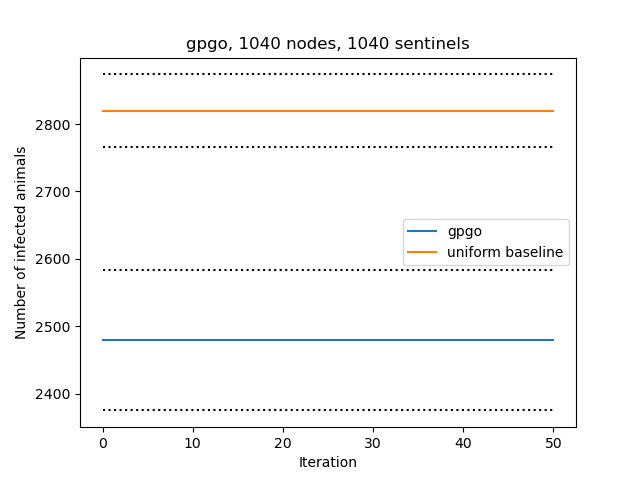 gpgo, 1040 nodes, 1040 sentinels
Number of infected animals
2800
2700
2600
2500
2400
gpgo
uniform baseline
0 10 20 30 40 50
Iteration